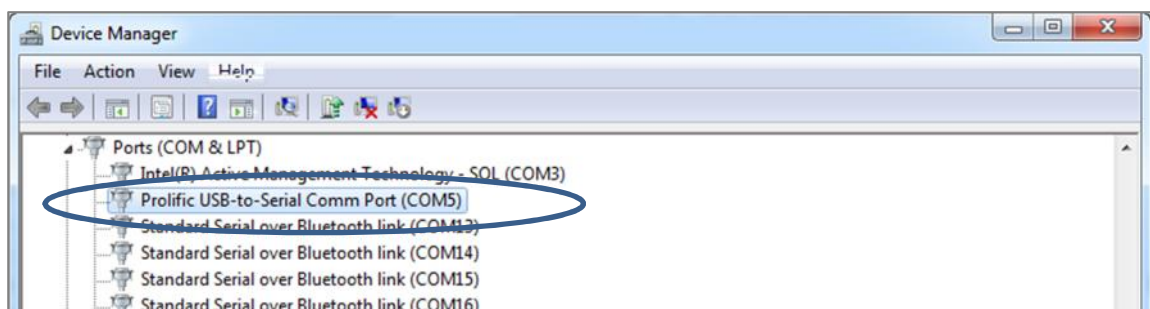 Device Manager
File Action View Help
Ports (COM & LPT)
Intel(R) Active Management Technology - SOL (COM3)
Prolific USB-to-Serial Comm Port (COM5)
Standard Serial over Bluetooth link (COM13)
Standard Serial over Bluetooth link (COM14)
Standard Serial over Bluetooth link (COM15)
Standard Serial over Bluetooth link (COM16)